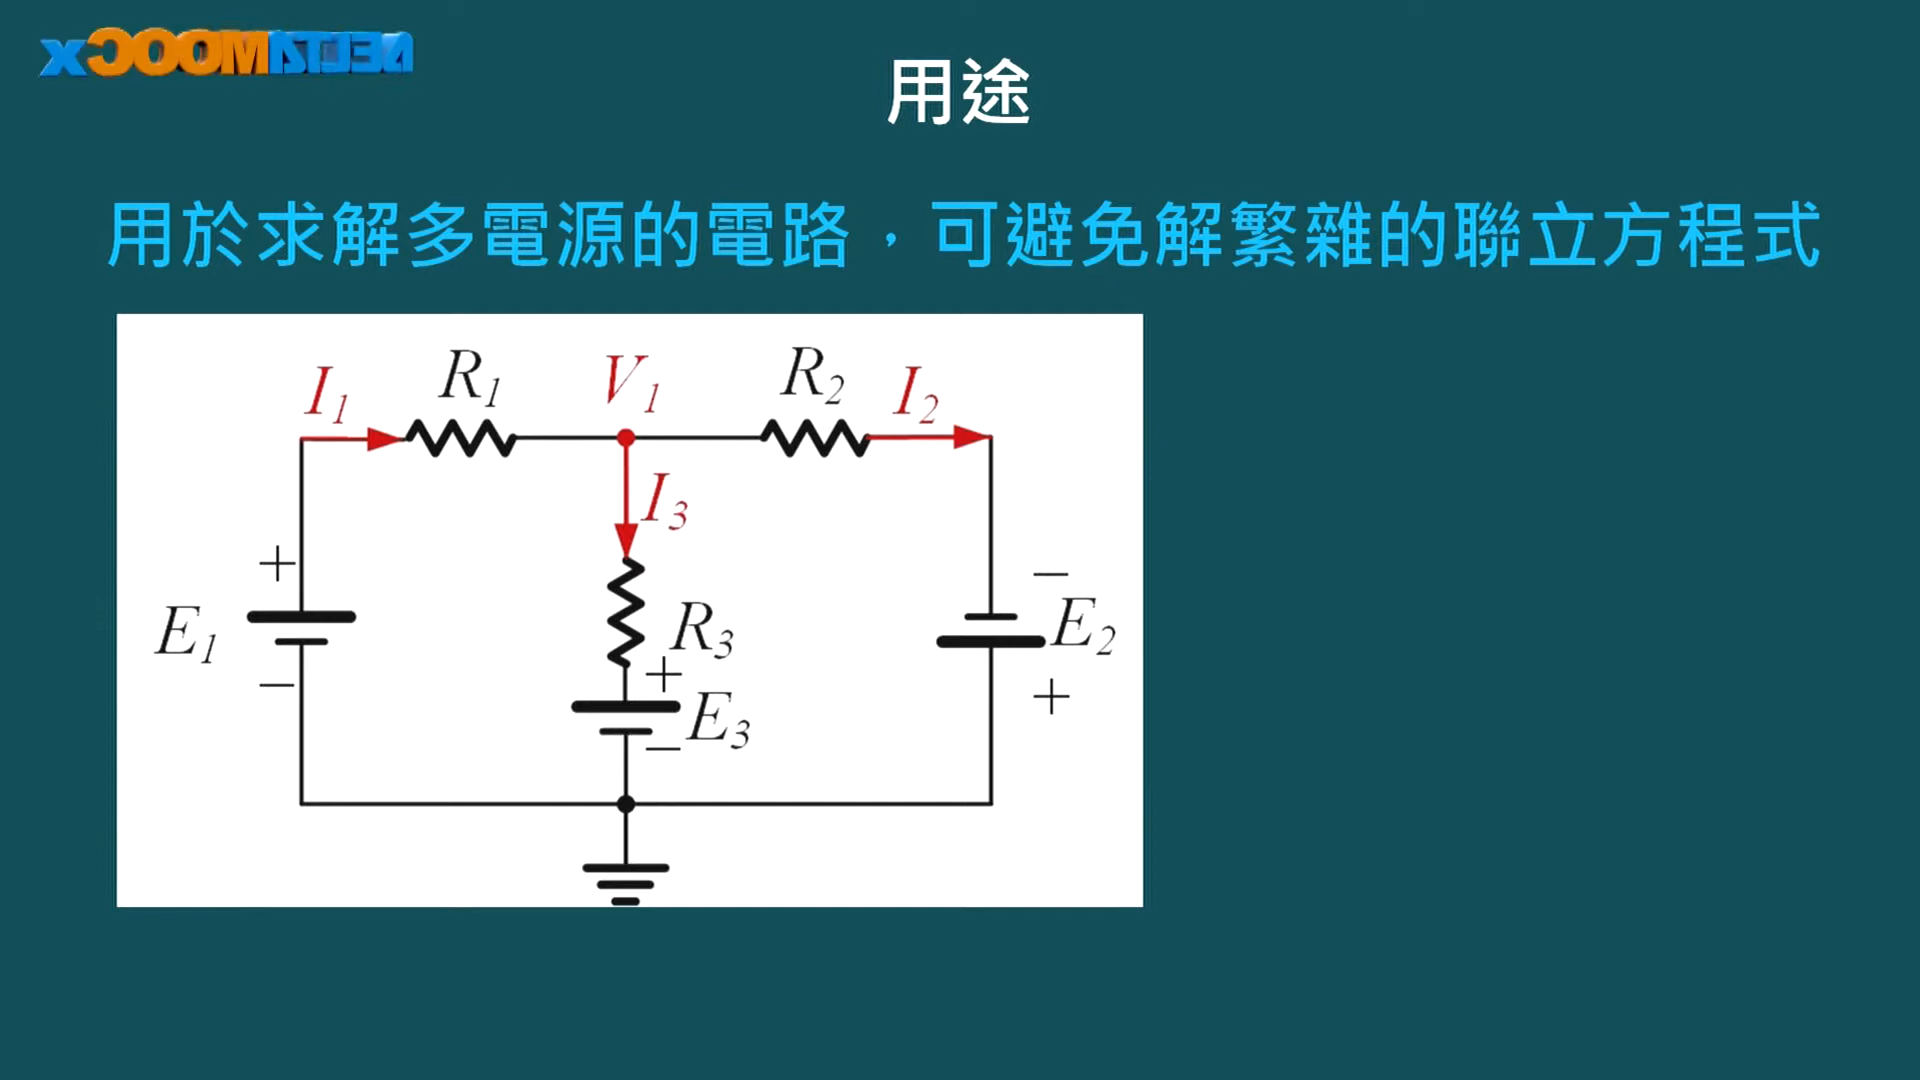 DELTAMOOCx
用途
用於求解多電源的電路，可避免解繁雜的聯立方程式
I1 R1 V1 R2 I2
I3
+ −
E1 R3 E2
− + +
E3
−